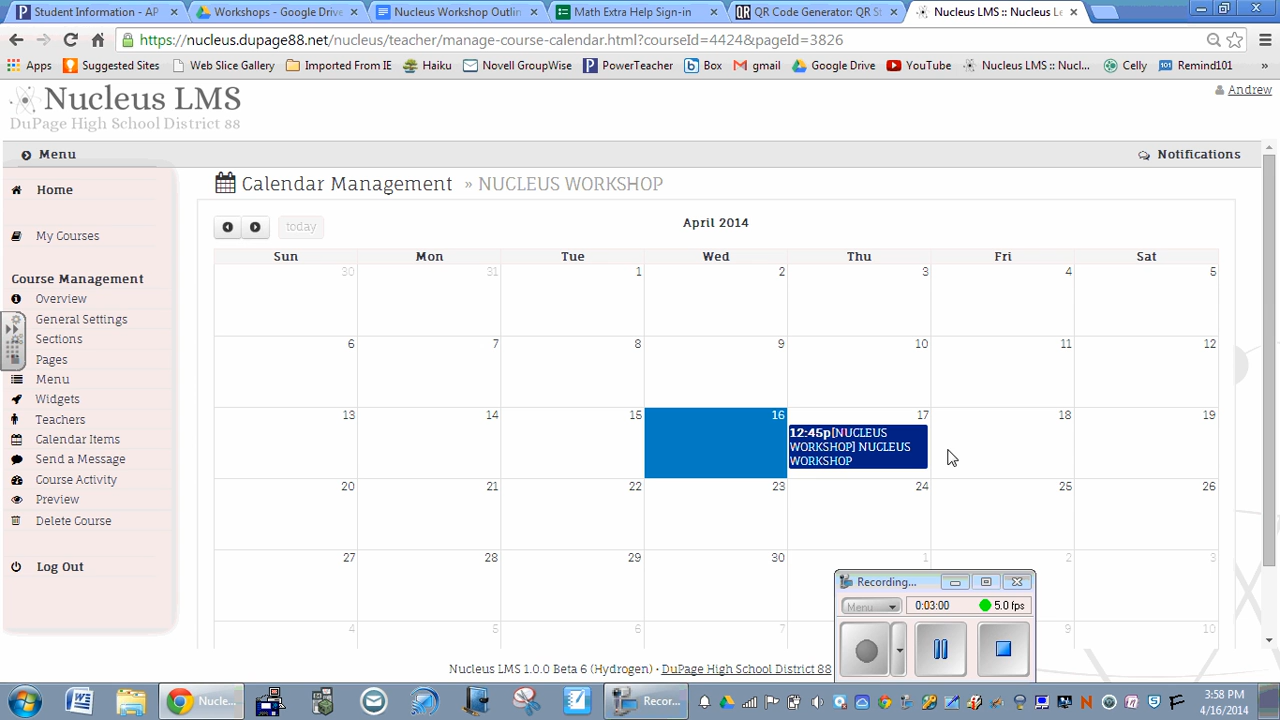 Student Information - AP
Workshops - Google Drive
Nucleus Workshop Outlin
Math Extra Help Sign-in
QR Code Generator: QR St
Nucleus LMS :: Nucleus Le
https://nucleus.dupage88.net/nucleus/teacher/manage-course-calendar.html?courseId=4424&pageId=3826
Apps Suggested Sites Web Slice Gallery Imported From IE Haiku Novell GroupWise PowerTeacher Box gmail Google Drive YouTube Nucleus LMS :: Nucl... Celly Remind101 »
Nucleus LMS
Andrew
DuPage High School District 88
Menu
Notifications
Home
My Courses
Course Management
Overview
General Settings
Sections
Pages
Menu
Widgets
Teachers
Calendar Items
Send a Message
Course Activity
Preview
Delete Course
Log Out
Calendar Management » NUCLEUS WORKSHOP
today
April 2014
Sun Mon Tue Wed Thu Fri Sat
30 31 1 2 3 4 5
6 7 8 9 10 11 12
13 14 15 16 17 18 19
12:45p[NUCLEUS
WORKSHOP] NUCLEUS
WORKSHOP
20 21 22 23 24 25 26
27 28 29 30 1 2 3
4 5 6 7 9 10
Recording...
Menu 0:03:00 5.0 fps
Nucleus LMS 1.0.0 Beta 6 (Hydrogen) · DuPage High School District 88
Nucle...
Recor...
3:58 PM
4/16/2014